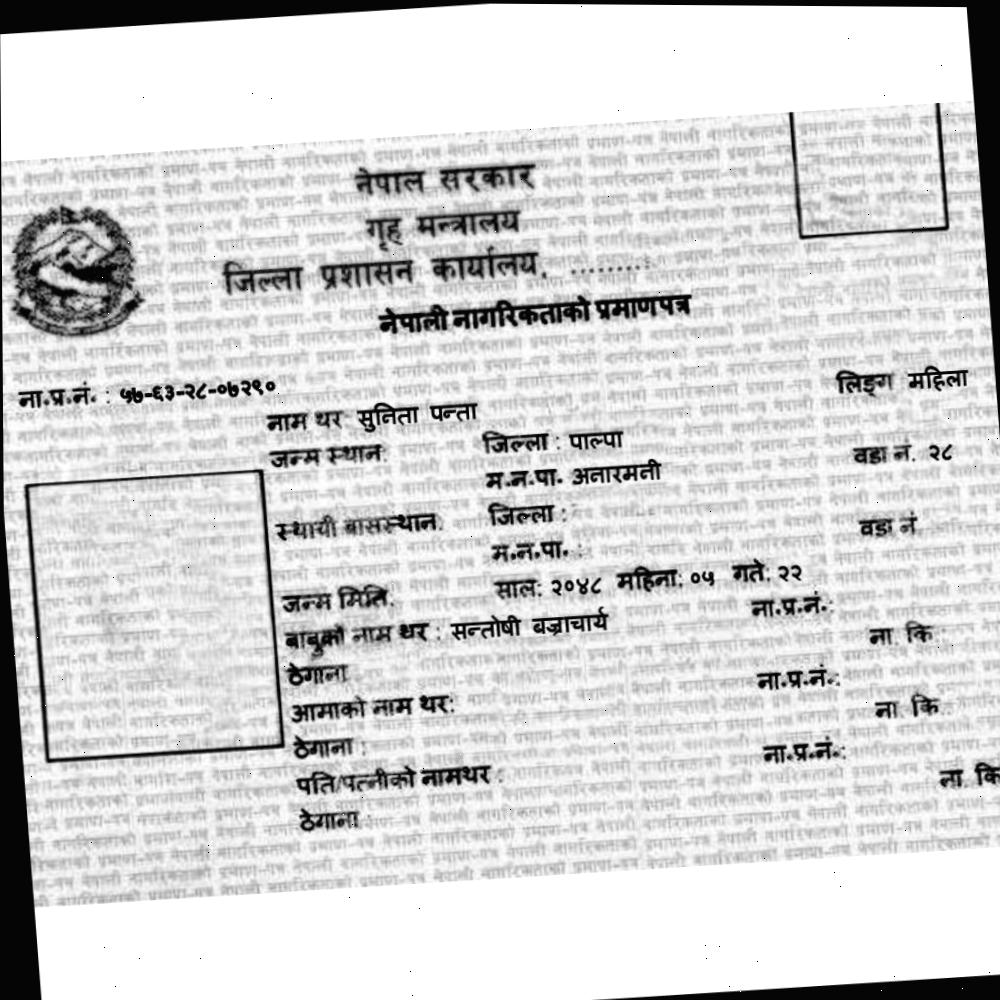 नेपाल सरकार
गृह मन्त्रालय
जिल्ला प्रशासन कार्यालय, .........
नेपाली नागरिकताको प्रमाणपत्र
ना.प्र.नं. : ५७-६३-२८-०७२९० लिङ्ग महिला
नाम थर सुनिता पन्ता
जन्म स्थान: जिल्ला : पाल्पा
म.न.पा. अनारमनी वडा नं. २८
स्थायी बासस्थान: जिल्ला :
म.न.पा. : वडा नं
जन्म मिति: साल: २०४८ महिना: ०५ गते: २२
बाबुको नाम थर : सन्तोषी बज्राचार्य ना.प्र.नं.:
ठेगाना ना. कि.:
आमाको नाम थर: ना.प्र.नं.:
ठेगाना : ना. कि.:
पति/पत्नीको नामथर : ना.प्र.नं.:
ठेगाना : ना. कि